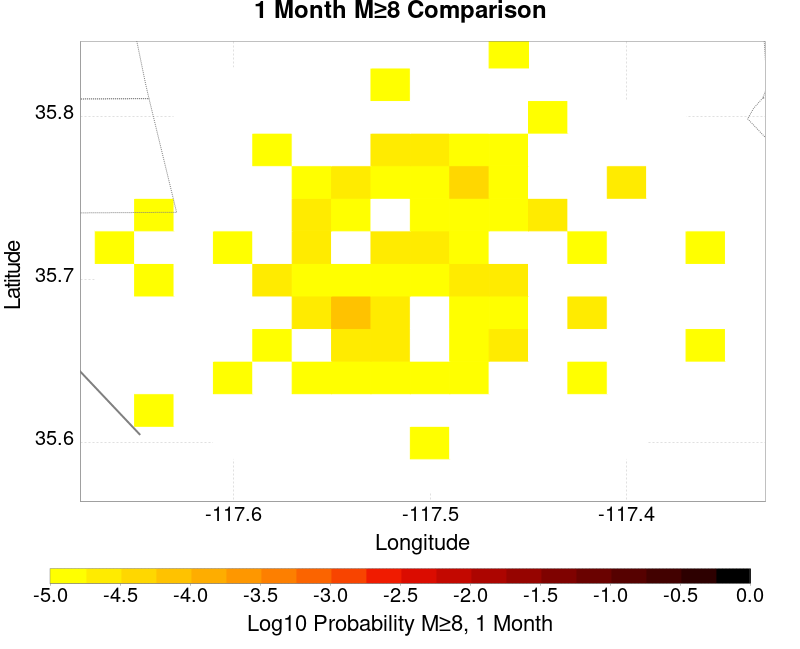 1 Month M≥8 Comparison
35.8
35.7
35.6
Latitude
-117.6 -117.5 -117.4
Longitude
-5.0 -4.5 -4.0 -3.5 -3.0 -2.5 -2.0 -1.5 -1.0 -0.5 0.0
Log10 Probability M≥8, 1 Month